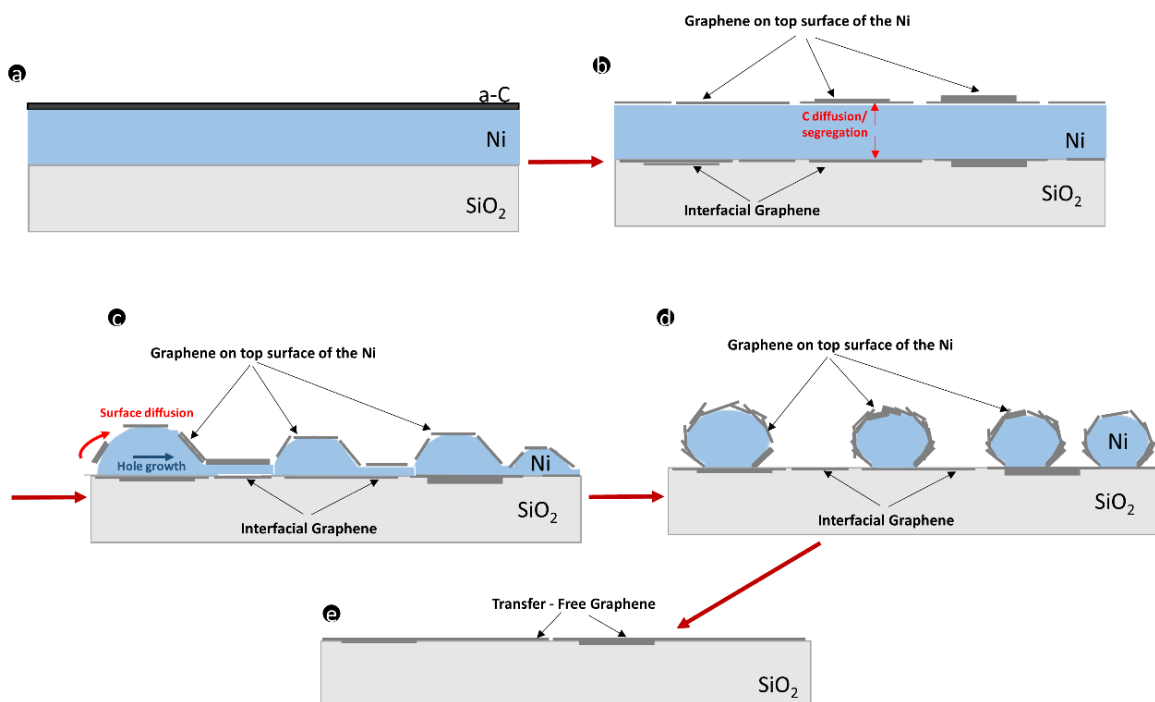 a
a-C
Ni
SiO₂
b
Graphene on top surface of the Ni
C diffusion/
segregation
Ni
Interfacial Graphene
SiO₂
c
Graphene on top surface of the Ni
Surface diffusion
Hole growth
Ni
Interfacial Graphene
SiO₂
d
Graphene on top surface of the Ni
Ni
Interfacial Graphene
SiO₂
e
Transfer - Free Graphene
SiO₂